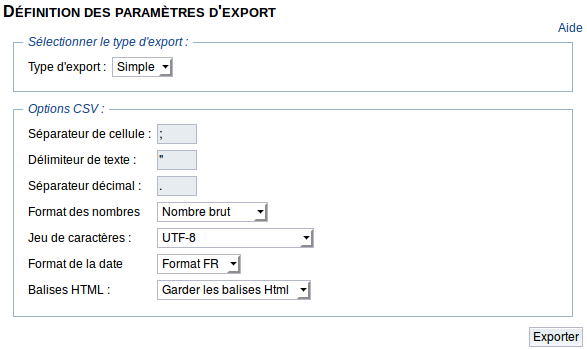 DÉFINITION DES PARAMÈTRES D'EXPORT
Aide
Sélectionner le type d'export :
Type d'export : Simple
Options CSV :
Séparateur de cellule : ;
Délimiteur de texte : "
Séparateur décimal : .
Format des nombres Nombre brut
Jeu de caractères : UTF-8
Format de la date Format FR
Balises HTML : Garder les balises Html
Exporter